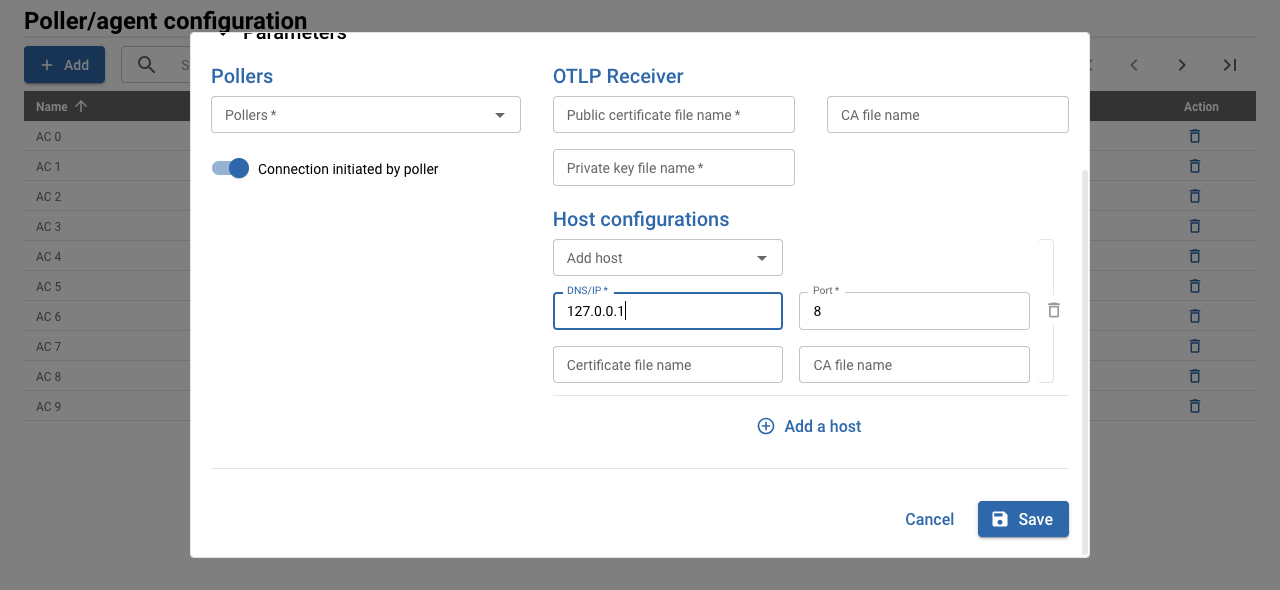 Poller/agent configuration
Parameters
Add
S
Name
Action
AC 0
AC 1
AC 2
AC 3
AC 4
AC 5
AC 6
AC 7
AC 8
AC 9
Pollers
Pollers *
Connection initiated by poller
OTLP Receiver
Public certificate file name *
CA file name
Private key file name *
Host configurations
Add host
DNS/IP *
127.0.0.1
Port *
8
Certificate file name
CA file name
Add a host
Cancel
Save